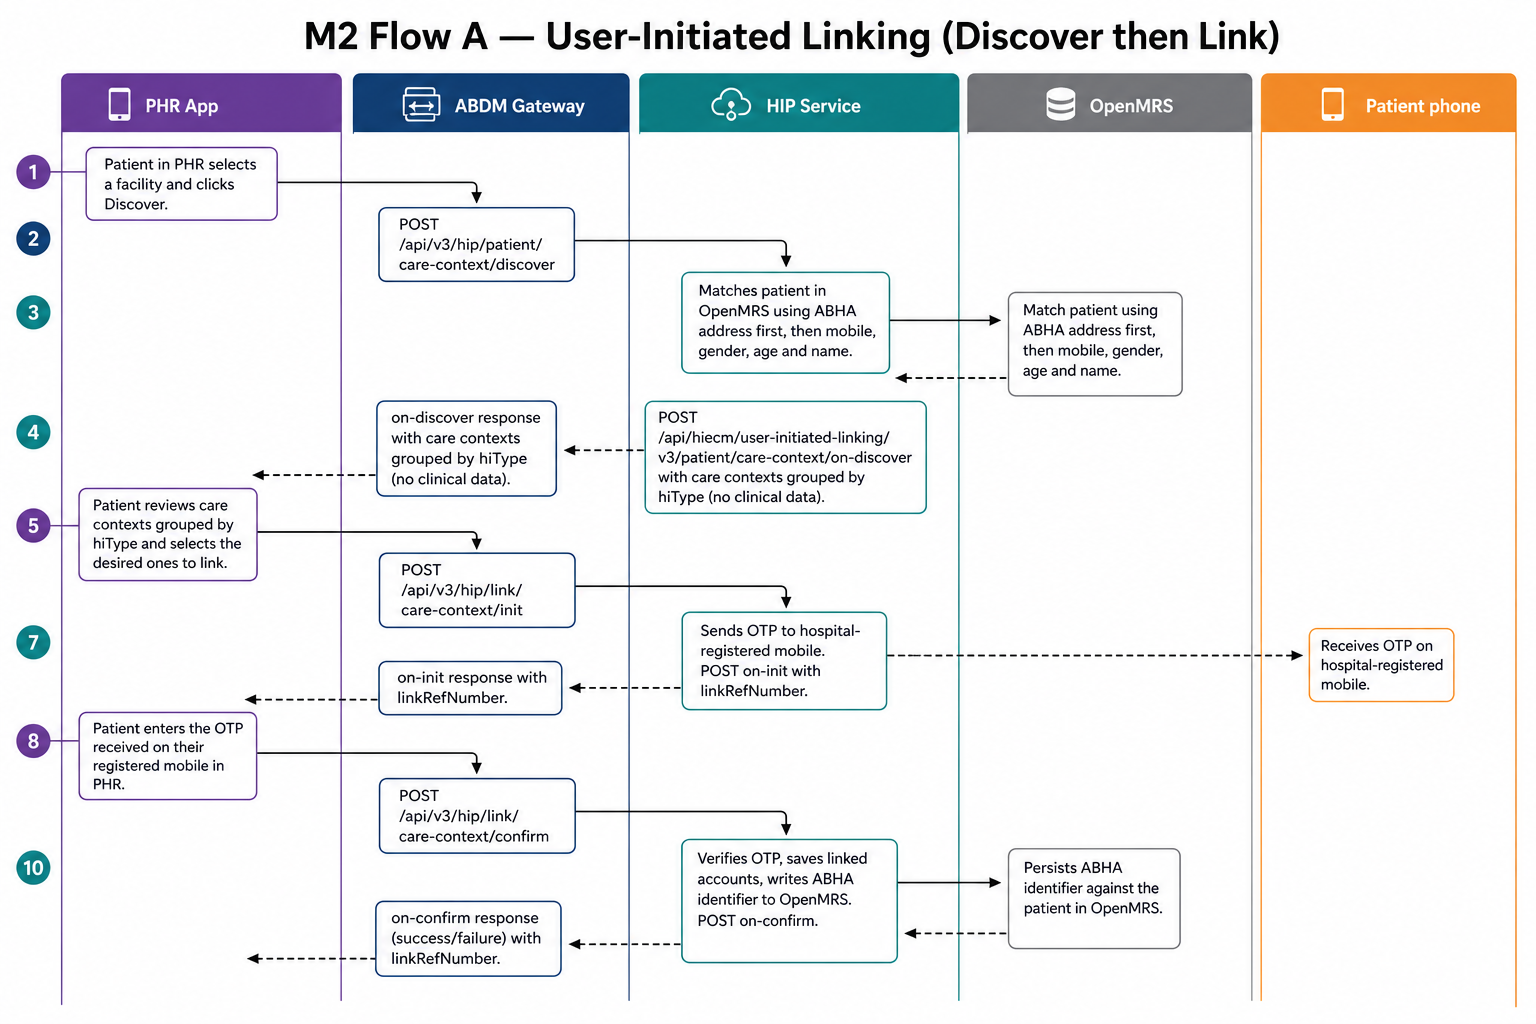 M2 Flow A — User-Initiated Linking (Discover then Link)
PHR App
ABDM Gateway
HIP Service
OpenMRS
Patient phone
1
Patient in PHR selects
a facility and clicks
Discover.
2
POST
/api/v3/hip/patient/
care-context/discover
3
Matches patient in
OpenMRS using ABHA
address first, then mobile,
gender, age and name.
Match patient using
ABHA address first,
then mobile, gender,
age and name.
4
on-discover response
with care contexts
grouped by hiType
(no clinical data).
POST
/api/hiecm/user-initiated-linking/
v3/patient/care-context/on-discover
with care contexts grouped by
hiType (no clinical data).
5
Patient reviews care
contexts grouped by
hiType and selects the
desired ones to link.
POST
/api/v3/hip/link/
care-context/init
7
Sends OTP to hospital-
registered mobile.
POST on-init with
linkRefNumber.
Receives OTP on
hospital-registered
mobile.
on-init response with
linkRefNumber.
8
Patient enters the OTP
received on their
registered mobile in
PHR.
POST
/api/v3/hip/link/
care-context/confirm
10
Verifies OTP, saves linked
accounts, writes ABHA
identifier to OpenMRS.
POST on-confirm.
Persists ABHA
identifier against the
patient in OpenMRS.
on-confirm response
(success/failure) with
linkRefNumber.